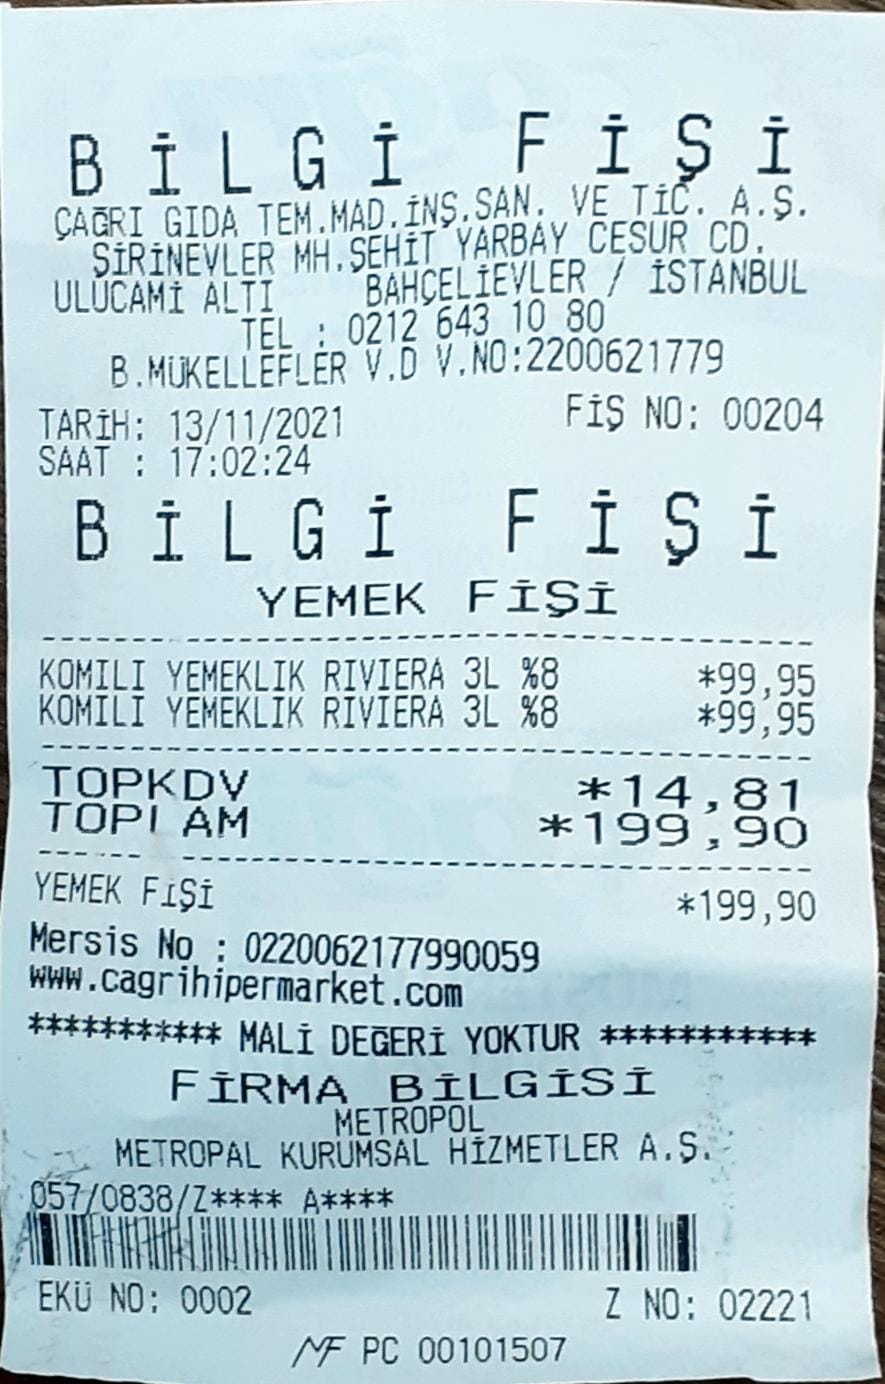 BİLGİ FİŞİ
ÇAĞRI GIDA TEM.MAD.İNŞ.SAN. VE TİC. A.Ş.
ŞİRİNEVLER MH.ŞEHİT YARBAY CESUR CD.
ULUCAMİ ALTI BAHÇELİEVLER / İSTANBUL
TEL : 0212 643 10 80
B.MÜKELLEFLER V.D V.NO:2200621779
TARİH: 13/11/2021 FİŞ NO: 00204
SAAT : 17:02:24
BİLGİ FİŞİ
YEMEK FİŞİ
KOMILI YEMEKLIK RIVIERA 3L %8 *99,95
KOMILI YEMEKLIK RIVIERA 3L %8 *99,95
TOPKDV *14,81
TOPLAM *199,90
YEMEK FİŞİ *199,90
Mersis No : 0220062177990059
www.cagrihipermarket.com
*********** MALİ DEĞERİ YOKTUR ***********
FİRMA BİLGİSİ
METROPOL
METROPAL KURUMSAL HİZMETLER A.Ş.
057/0838/Z**** A****
EKÜ NO: 0002 Z NO: 02221
MF PC 00101507